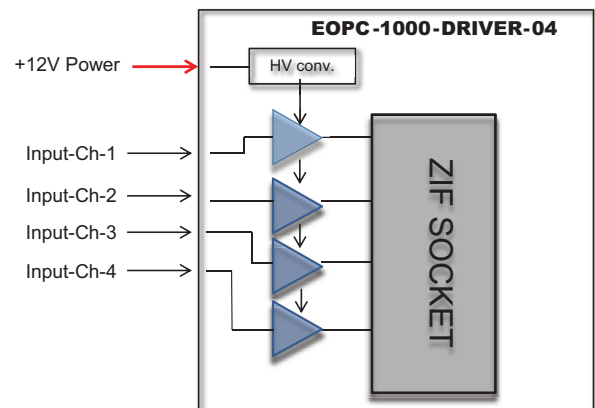 EOPC-1000-DRIVER-04
+12V Power
HV conv.
Input-Ch-1
Input-Ch-2
Input-Ch-3
Input-Ch-4
ZIF SOCKET